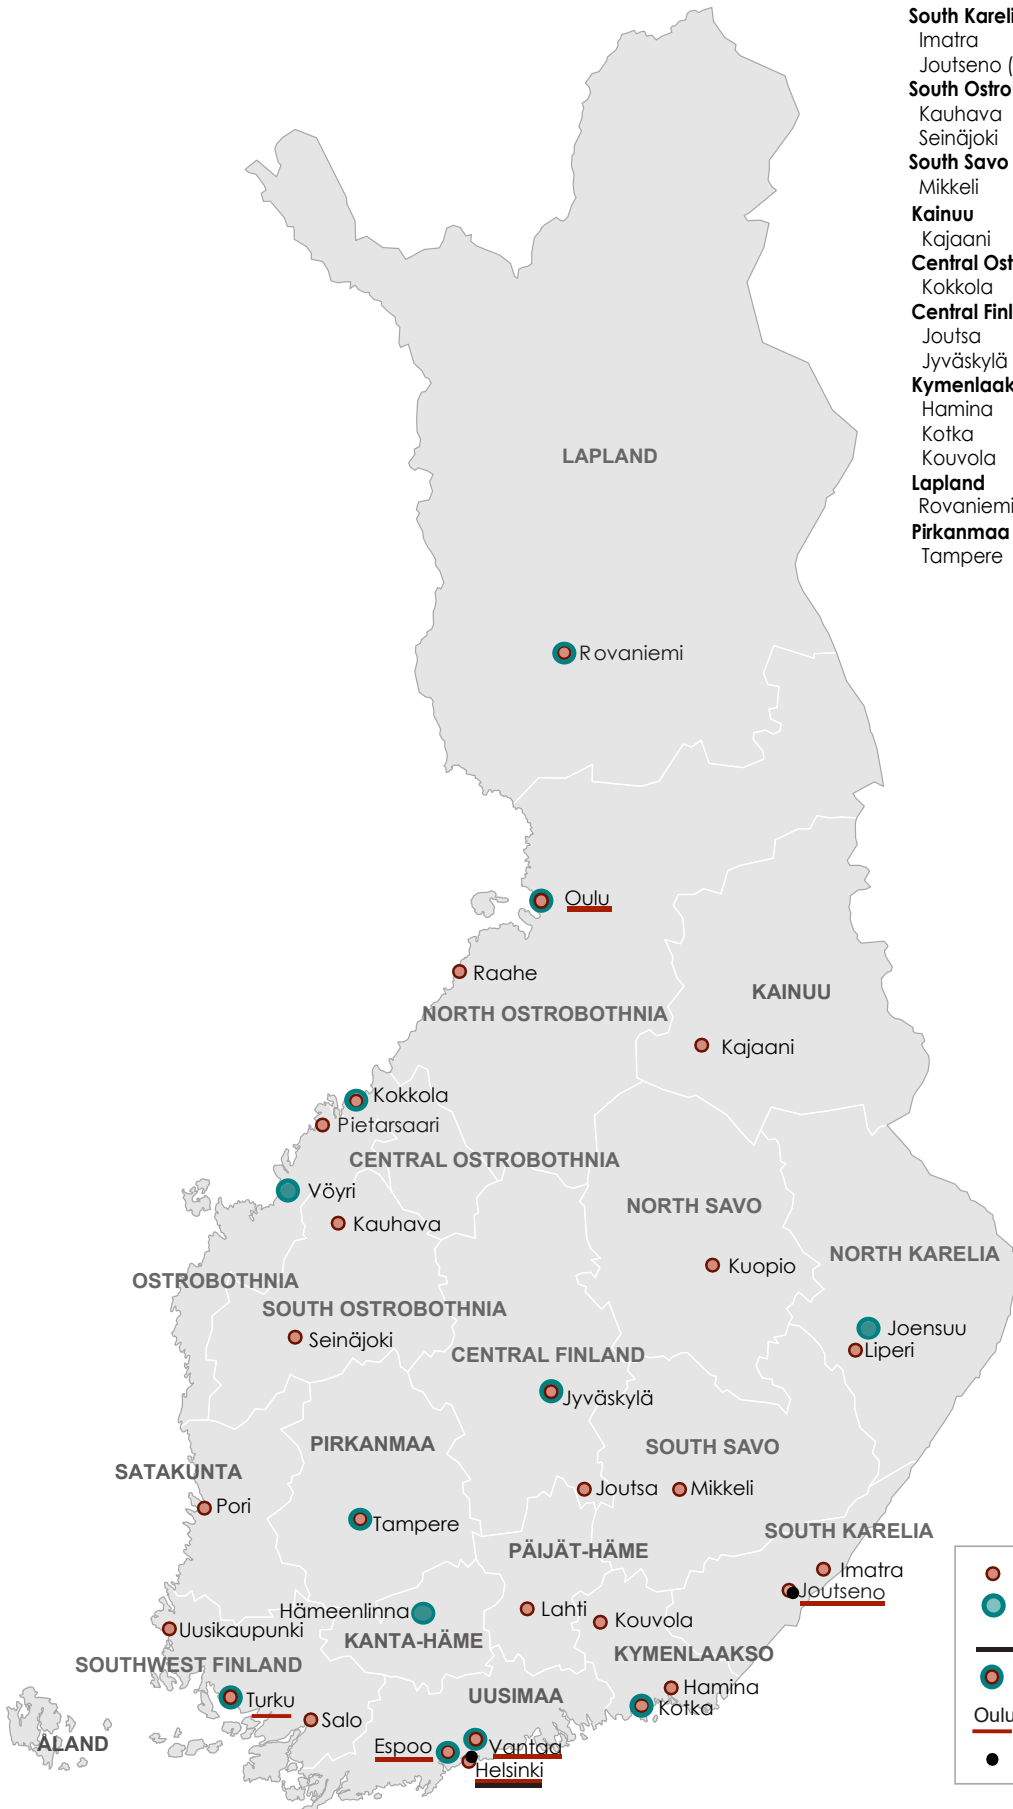 South Kareli
Imatra
Joutseno (
South Ostro
Kauhava
Seinäjoki
South Savo
Mikkeli
Kainuu
Kajaani
Central Ost
Kokkola
Central Finl
Joutsa
Jyväskylä
Kymenlaak
Hamina
Kotka
Kouvola
Lapland
Rovaniemi
Pirkanmaa
Tampere
LAPLAND
Rovaniemi
Oulu
Raahe
KAINUU
NORTH OSTROBOTHNIA
Kajaani
Kokkola
Pietarsaari
CENTRAL OSTROBOTHNIA
Vöyri
NORTH SAVO
Kauhava
NORTH KARELIA
Kuopio
OSTROBOTHNIA
SOUTH OSTROBOTHNIA
Joensuu
Seinäjoki
Liperi
CENTRAL FINLAND
Jyväskylä
PIRKANMAA
SOUTH SAVO
SATAKUNTA
Joutsa
Mikkeli
Pori
Tampere
SOUTH KARELIA
PÄIJÄT-HÄME
Imatra
Joutseno
Hämeenlinna
Lahti
Kouvola
Uusikaupunki
KANTA-HÄME
KYMENLAAKSO
SOUTHWEST FINLAND
Hamina
UUSIMAA
Turku
Kotka
Oulu
Salo
ÅLAND
Espoo
Vantaa
Helsinki